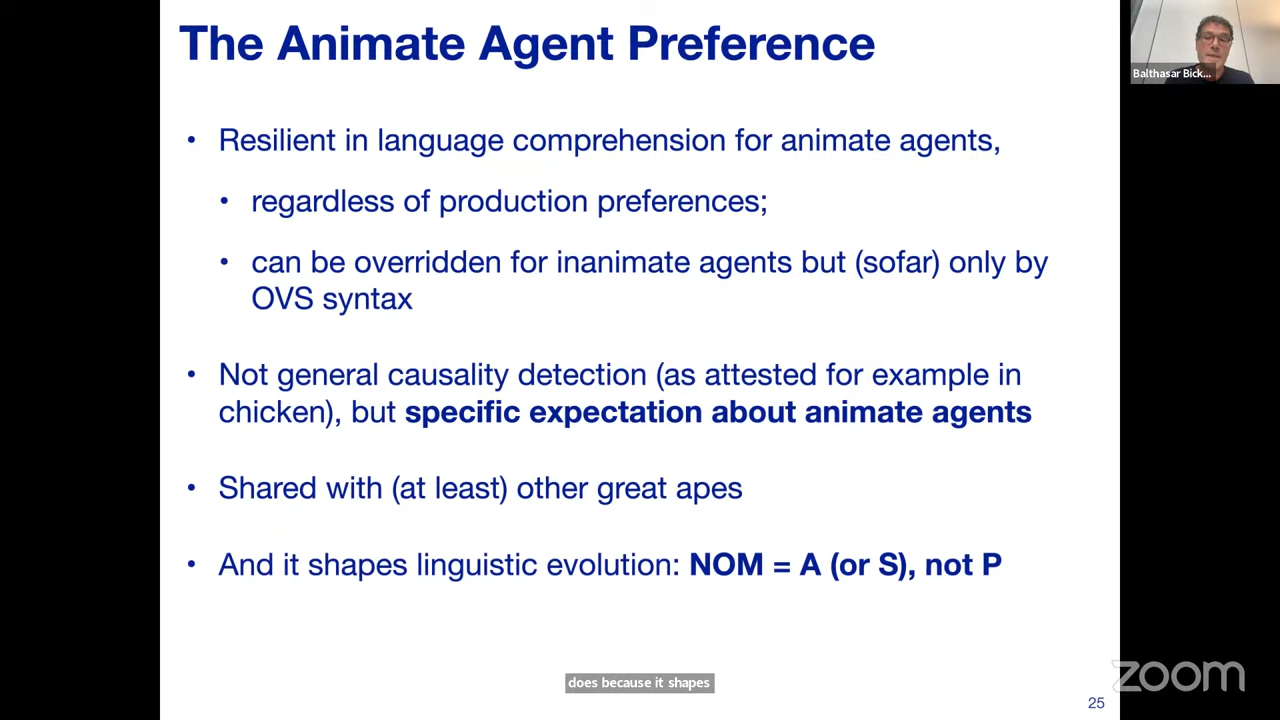 The Animate Agent Preference
Balthasar Bick...
• Resilient in language comprehension for animate agents,
• regardless of production preferences;
• can be overridden for inanimate agents but (sofar) only by
OVS syntax
• Not general causality detection (as attested for example in
chicken), but specific expectation about animate agents
• Shared with (at least) other great apes
• And it shapes linguistic evolution: NOM = A (or S), not P
does because it shapes
zoom
25